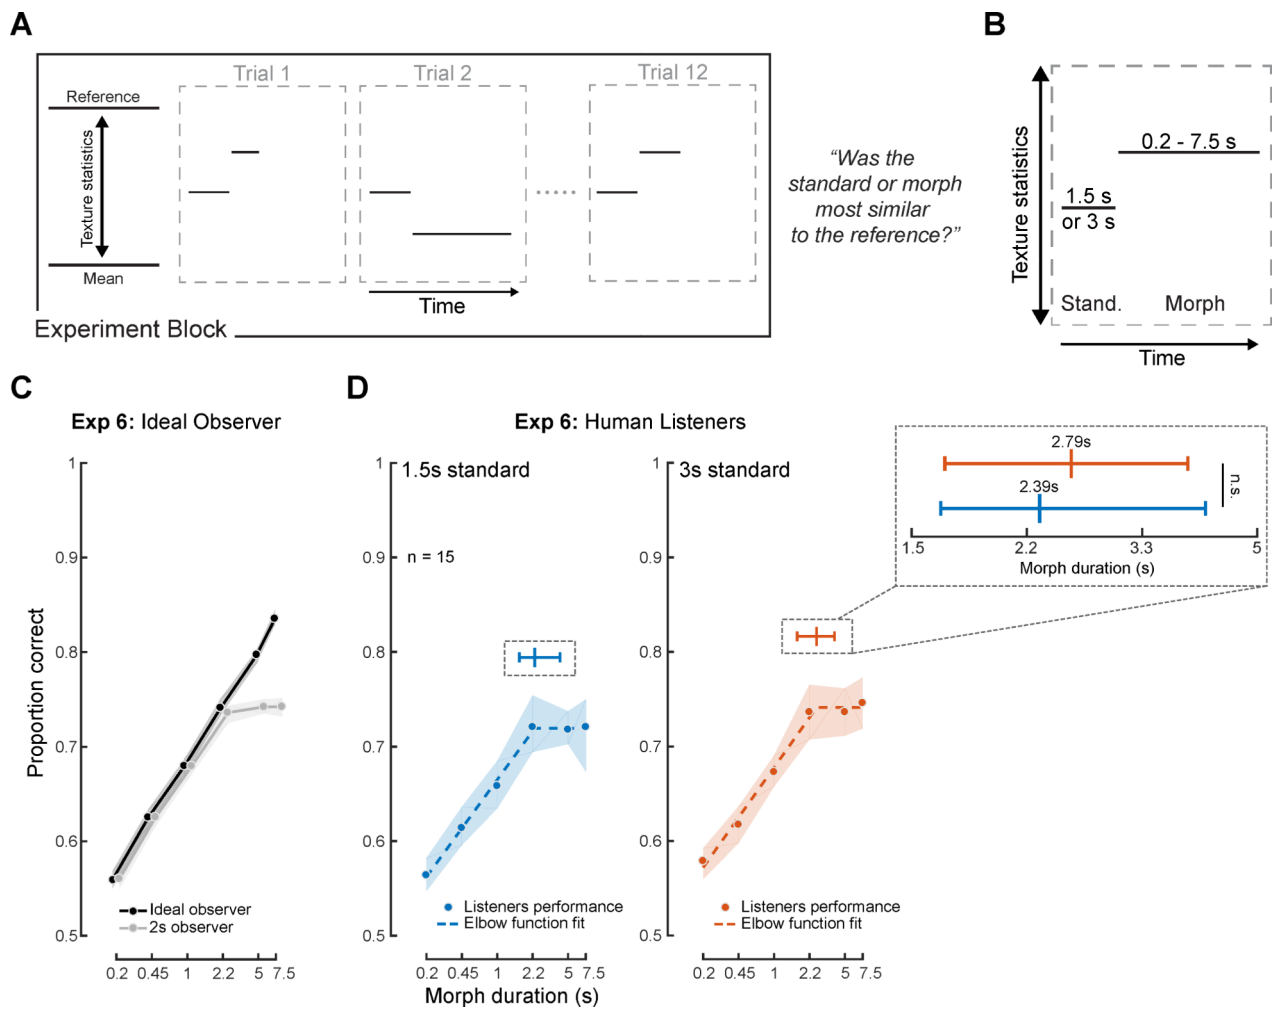 A
Reference
Texture statistics
Mean
Trial 1
Trial 2
Trial 12
Time
Experiment Block
“Was the
standard or morph
most similar
to the reference?”
B
Texture statistics
0.2 - 7.5 s
1.5 s
or 3 s
Stand.
Morph
Time
C
Exp 6: Ideal Observer
Proportion correct
1
0.9
0.8
0.7
0.6
0.5
Ideal observer
2s observer
0.2 0.45 1 2.2 5 7.5
D
Exp 6: Human Listeners
1.5s standard
n = 15
1
0.9
0.8
0.7
0.6
0.5
Listeners performance
Elbow function fit
0.2 0.45 1 2.2 5 7.5
Morph duration (s)
3s standard
1
0.9
0.8
0.7
0.6
0.5
Listeners performance
Elbow function fit
0.2 0.45 1 2.2 5 7.5
2.79s
2.39s
n.s.
1.5 2.2 3.3 5
Morph duration (s)